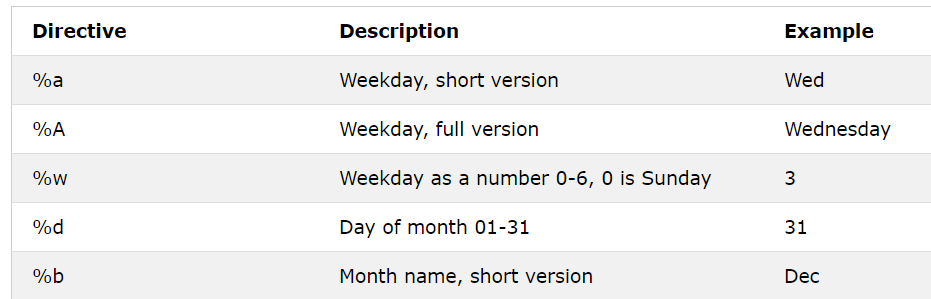 Directive Description Example
%a Weekday, short version Wed
%A Weekday, full version Wednesday
%w Weekday as a number 0-6, 0 is Sunday 3
%d Day of month 01-31 31
%b Month name, short version Dec